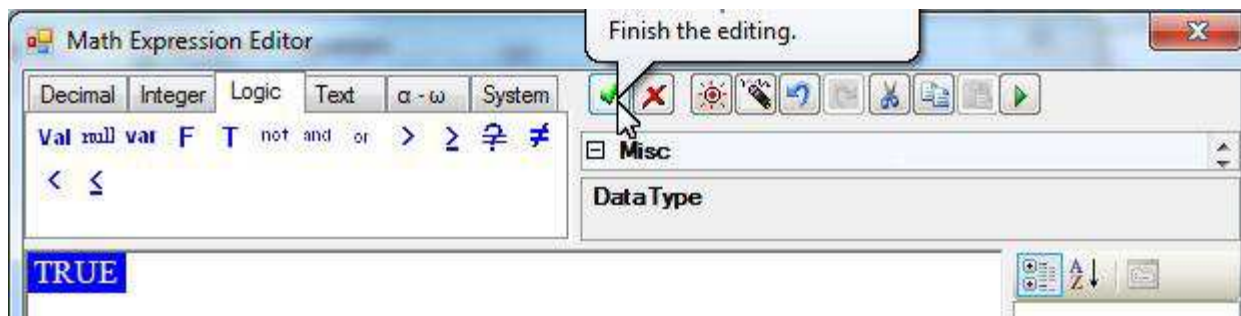 Math Expression Editor
Finish the editing.
Decimal Integer Logic Text α - ω System
Val null var F T not and or > ≥ ≠
< ≤
Misc
DataType
TRUE
A
Z